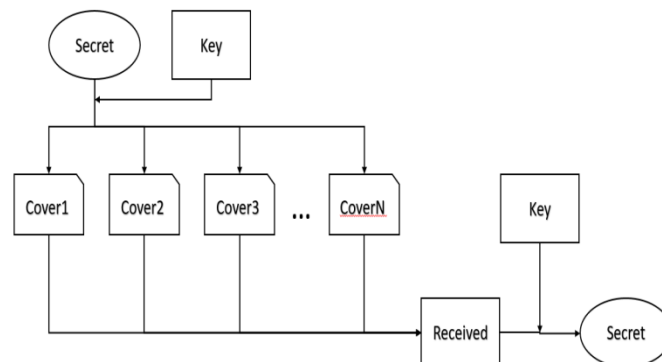 Secret
Key
Cover1
Cover2
Cover3
...
CoverN
Key
Received
Secret